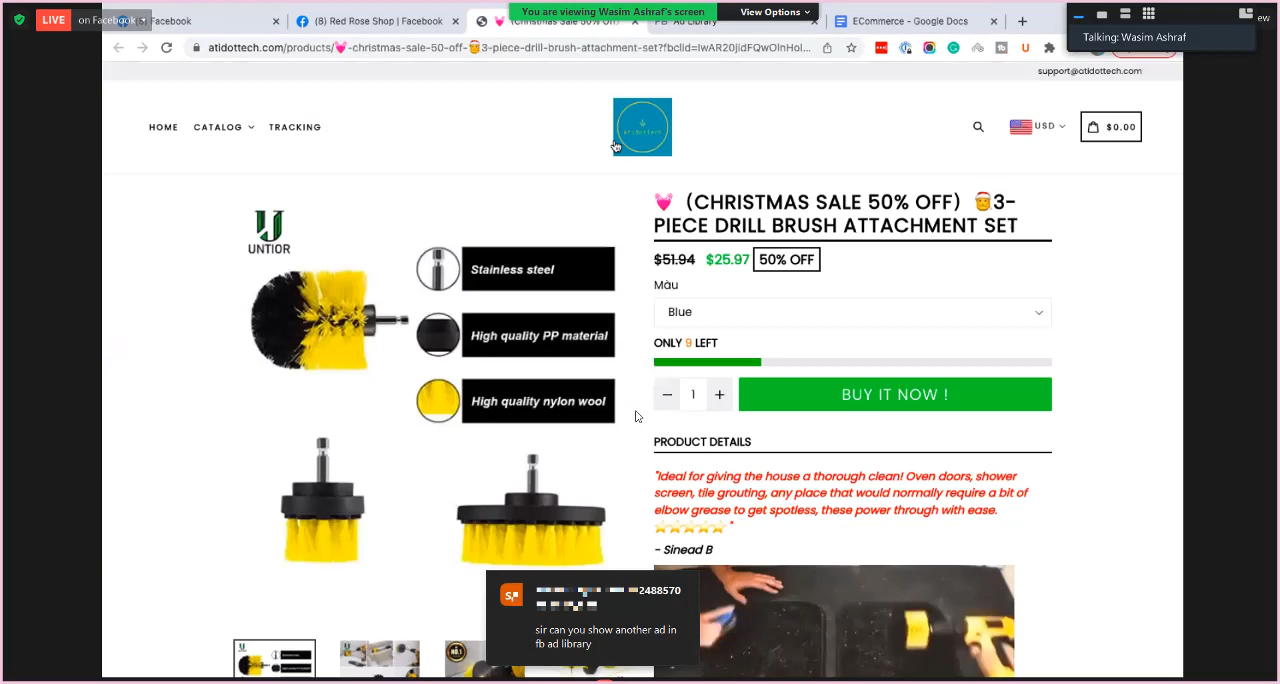 LIVE on Facebook
Facebook
(8) Red Rose Shop | Facebook
(Christmas Sale 50% Off)
Ad Library
ECommerce - Google Docs
You are viewing Wasim Ashraf's screen
View Options
ew
Talking: Wasim Ashraf
atidottech.com/products/💓-christmas-sale-50-off-🎅3-piece-drill-brush-attachment-set?fbclid=IwAR20jidFQwOlnHol...
support@atidottech.com
HOME CATALOG TRACKING
atidottech
USD
$0.00
💓 (CHRISTMAS SALE 50% OFF) 🎅3-
PIECE DRILL BRUSH ATTACHMENT SET
$51.94 $25.97 50% OFF
Màu
Blue
ONLY 9 LEFT
− 1 +
BUY IT NOW !
PRODUCT DETAILS
"Ideal for giving the house a thorough clean! Oven doors, shower
screen, tile grouting, any place that would normally require a bit of
elbow grease to get spotless, these power through with ease.
⭐⭐⭐⭐⭐ "
- Sinead B
UNTIOR
Stainless steel
High quality PP material
High quality nylon wool
2488570
sir can you show another ad in
fb ad library
NO.1